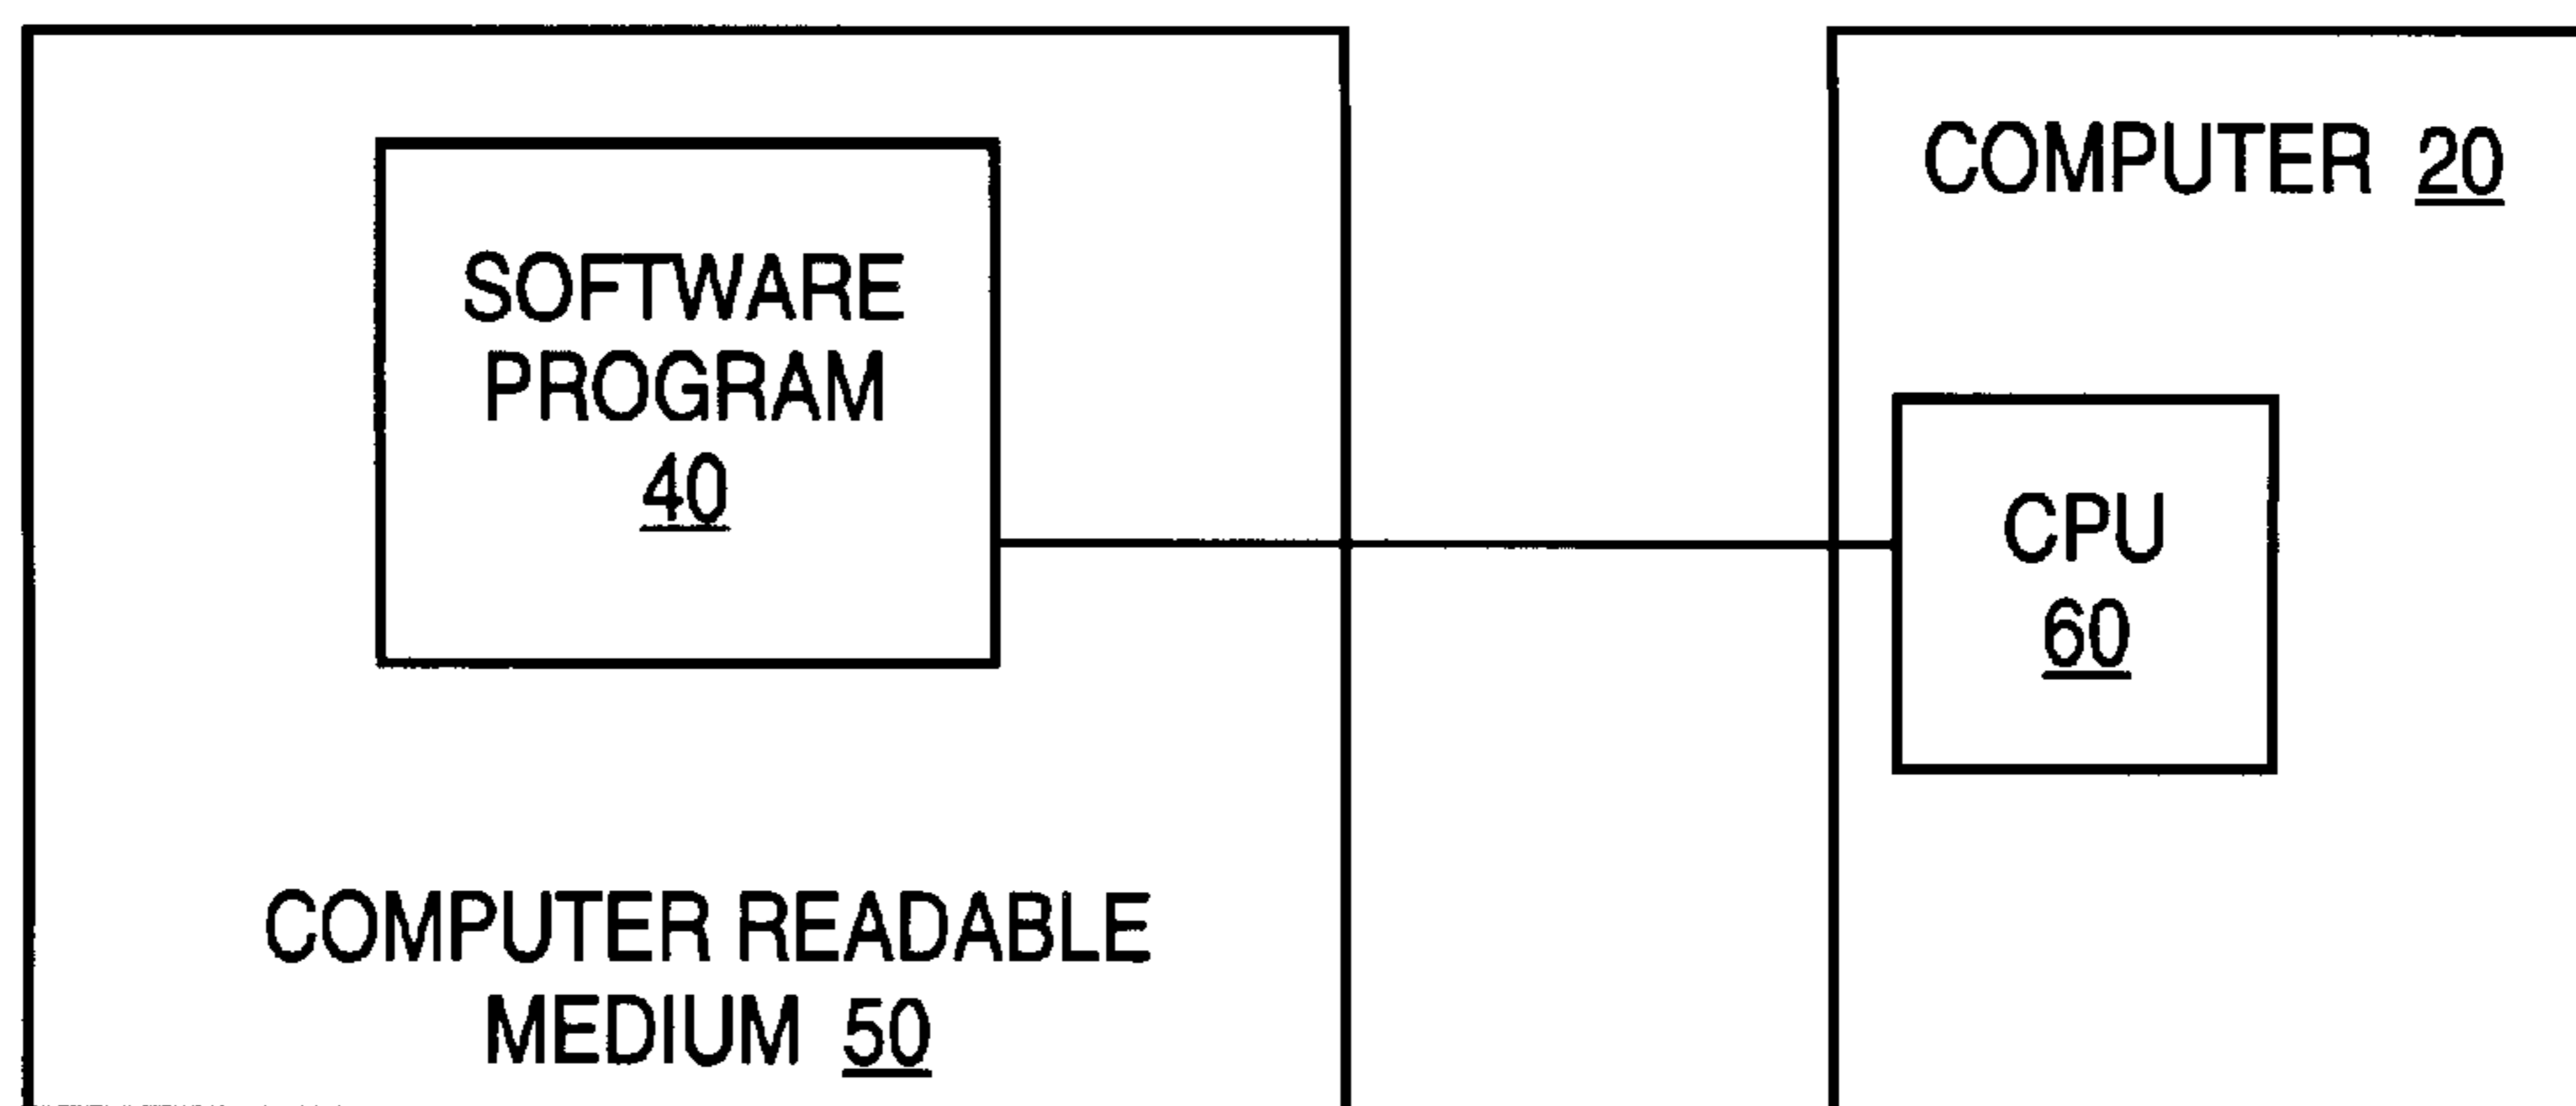 SOFTWARE
PROGRAM
40
COMPUTER READABLE
MEDIUM 50
COMPUTER 20
CPU
60